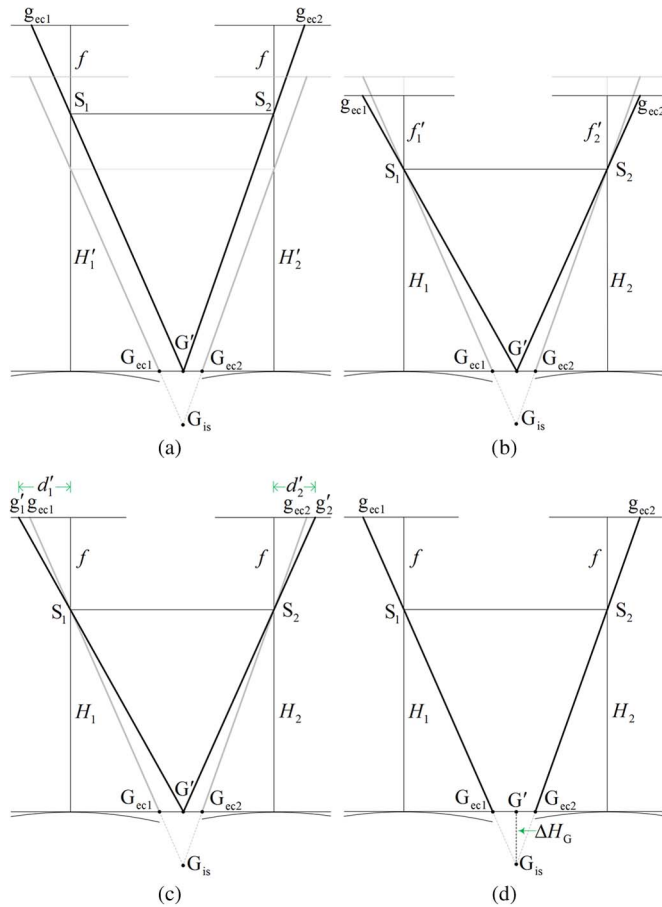 g_ec1 g_ec2
f f
S_1 S_2
H′_1 H′_2
G′
G_ec1 G_ec2
G_is
(a)
g_ec1 g_ec2
f′_1 f′_2
S_1 S_2
H_1 H_2
G′
G_ec1 G_ec2
G_is
(b)
d′_1 d′_2
g′_1 g_ec1 g_ec2 g′_2
f f
S_1 S_2
H_1 H_2
G′
G_ec1 G_ec2
G_is
(c)
g_ec1 g_ec2
f f
S_1 S_2
H_1 H_2
G_ec1 G′ G_ec2
ΔH_G
G_is
(d)